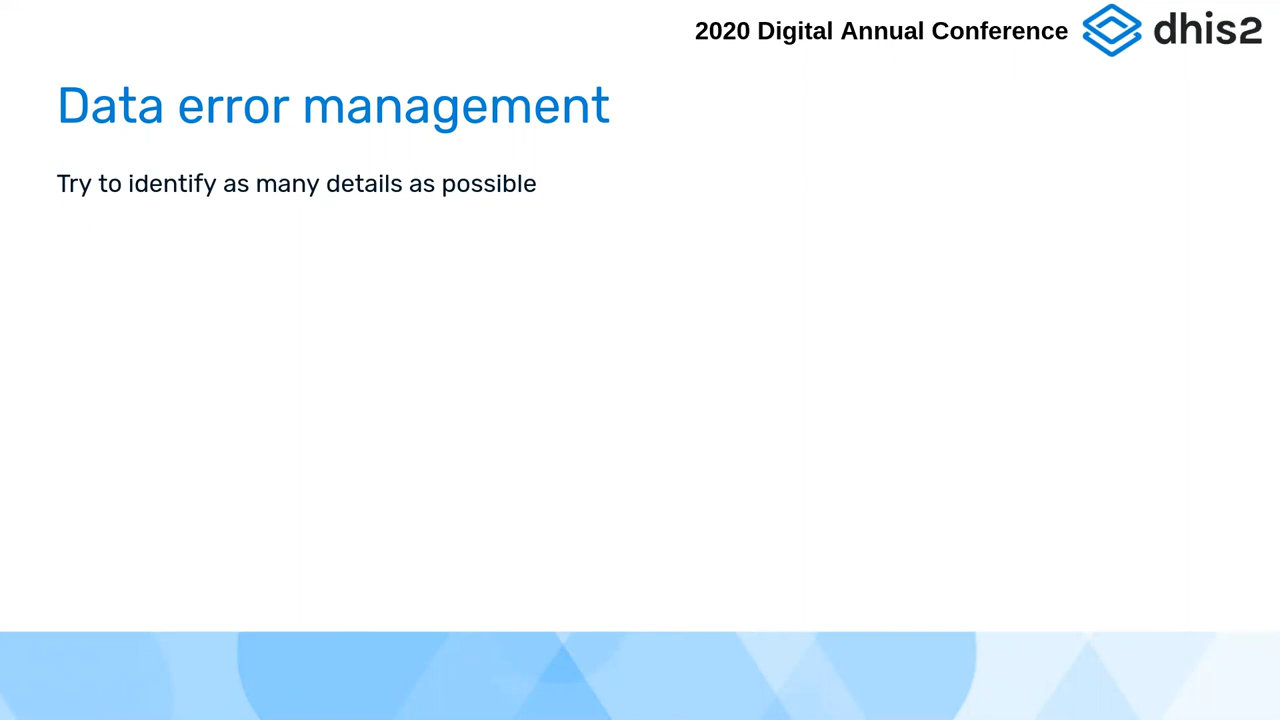 2020 Digital Annual Conference
dhis2
Data error management
Try to identify as many details as possible